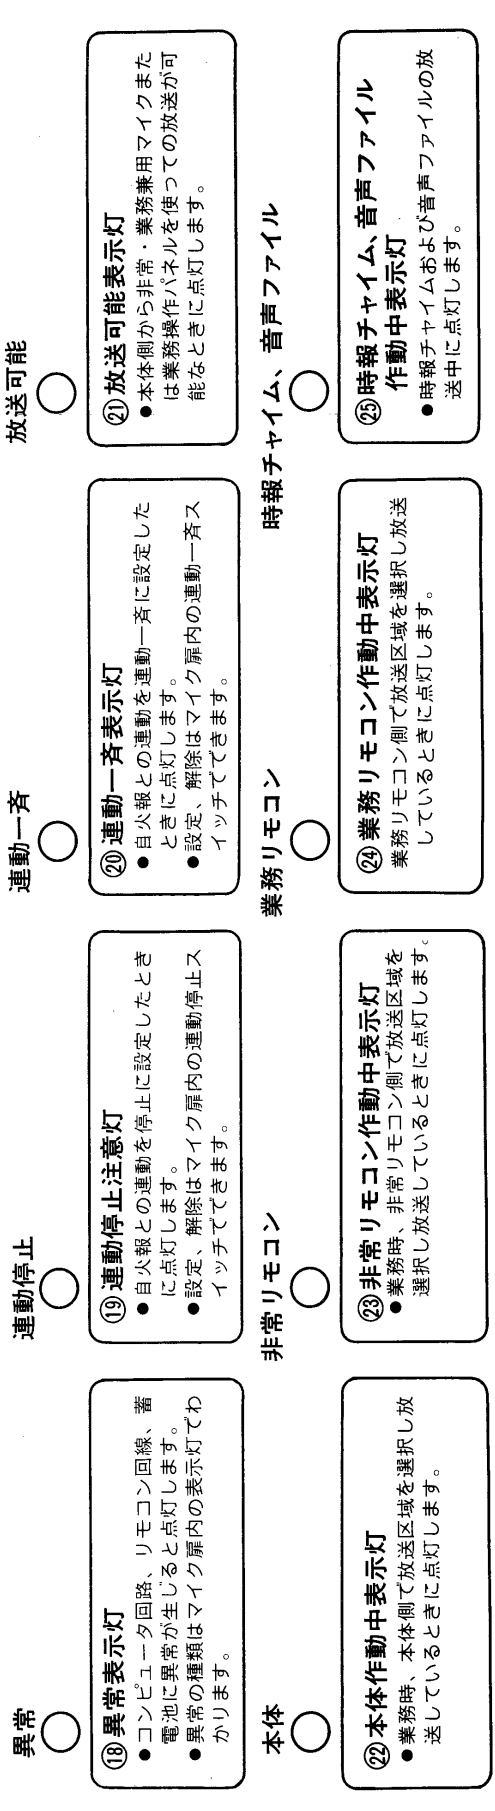 異常
⑱異常表示灯
●コンピュータ回路、リモコン回線、蓄
電池に異常が生じると点灯します。
●異常の種類はマイク扉内の表示灯でわ
かります。
連動停止
⑲連動停止注意灯
●自火報との連動を停止に設定したとき
に点灯します。
●設定、解除はマイク扉内の連動停止ス
イッチでできます。
連動一斉
⑳連動一斉表示灯
●自火報との連動を連動一斉に設定した
ときに点灯します。
●設定、解除はマイク扉内の連動一斉ス
イッチでできます。
放送可能
㉑放送可能表示灯
●本体側から非常・業務兼用マイクまた
は業務操作パネルを使っての放送が可
能なときに点灯します。
本体
㉒本体作動中表示灯
●業務時、本体側で放送区域を選択し放
送しているときに点灯します。
非常リモコン
㉓非常リモコン作動中表示灯
●業務時、非常リモコン側で放送区域を
選択し放送しているときに点灯します。
業務リモコン
㉔業務リモコン作動中表示灯
業務リモコン側で放送区域を選択し放送
しているときに点灯します。
時報チャイム、音声ファイル
㉕時報チャイム、音声ファイル
作動中表示灯
●時報チャイムおよび音声ファイルの放
送中に点灯します。